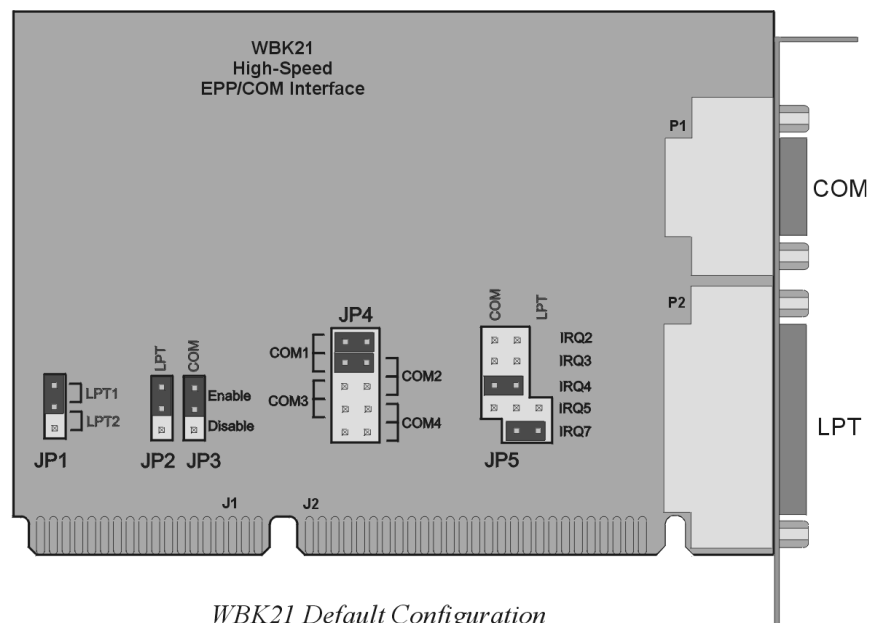 WBK21
High-Speed
EPP/COM Interface
P1
COM
P2
LPT
COM
LPT
JP4
COM1
COM2
COM3
COM4
IRQ2
IRQ3
IRQ4
IRQ5
IRQ7
JP5
LPT
COM
Enable
Disable
LPT1
LPT2
JP1
JP2
JP3
J1
J2
WBK21 Default Configuration